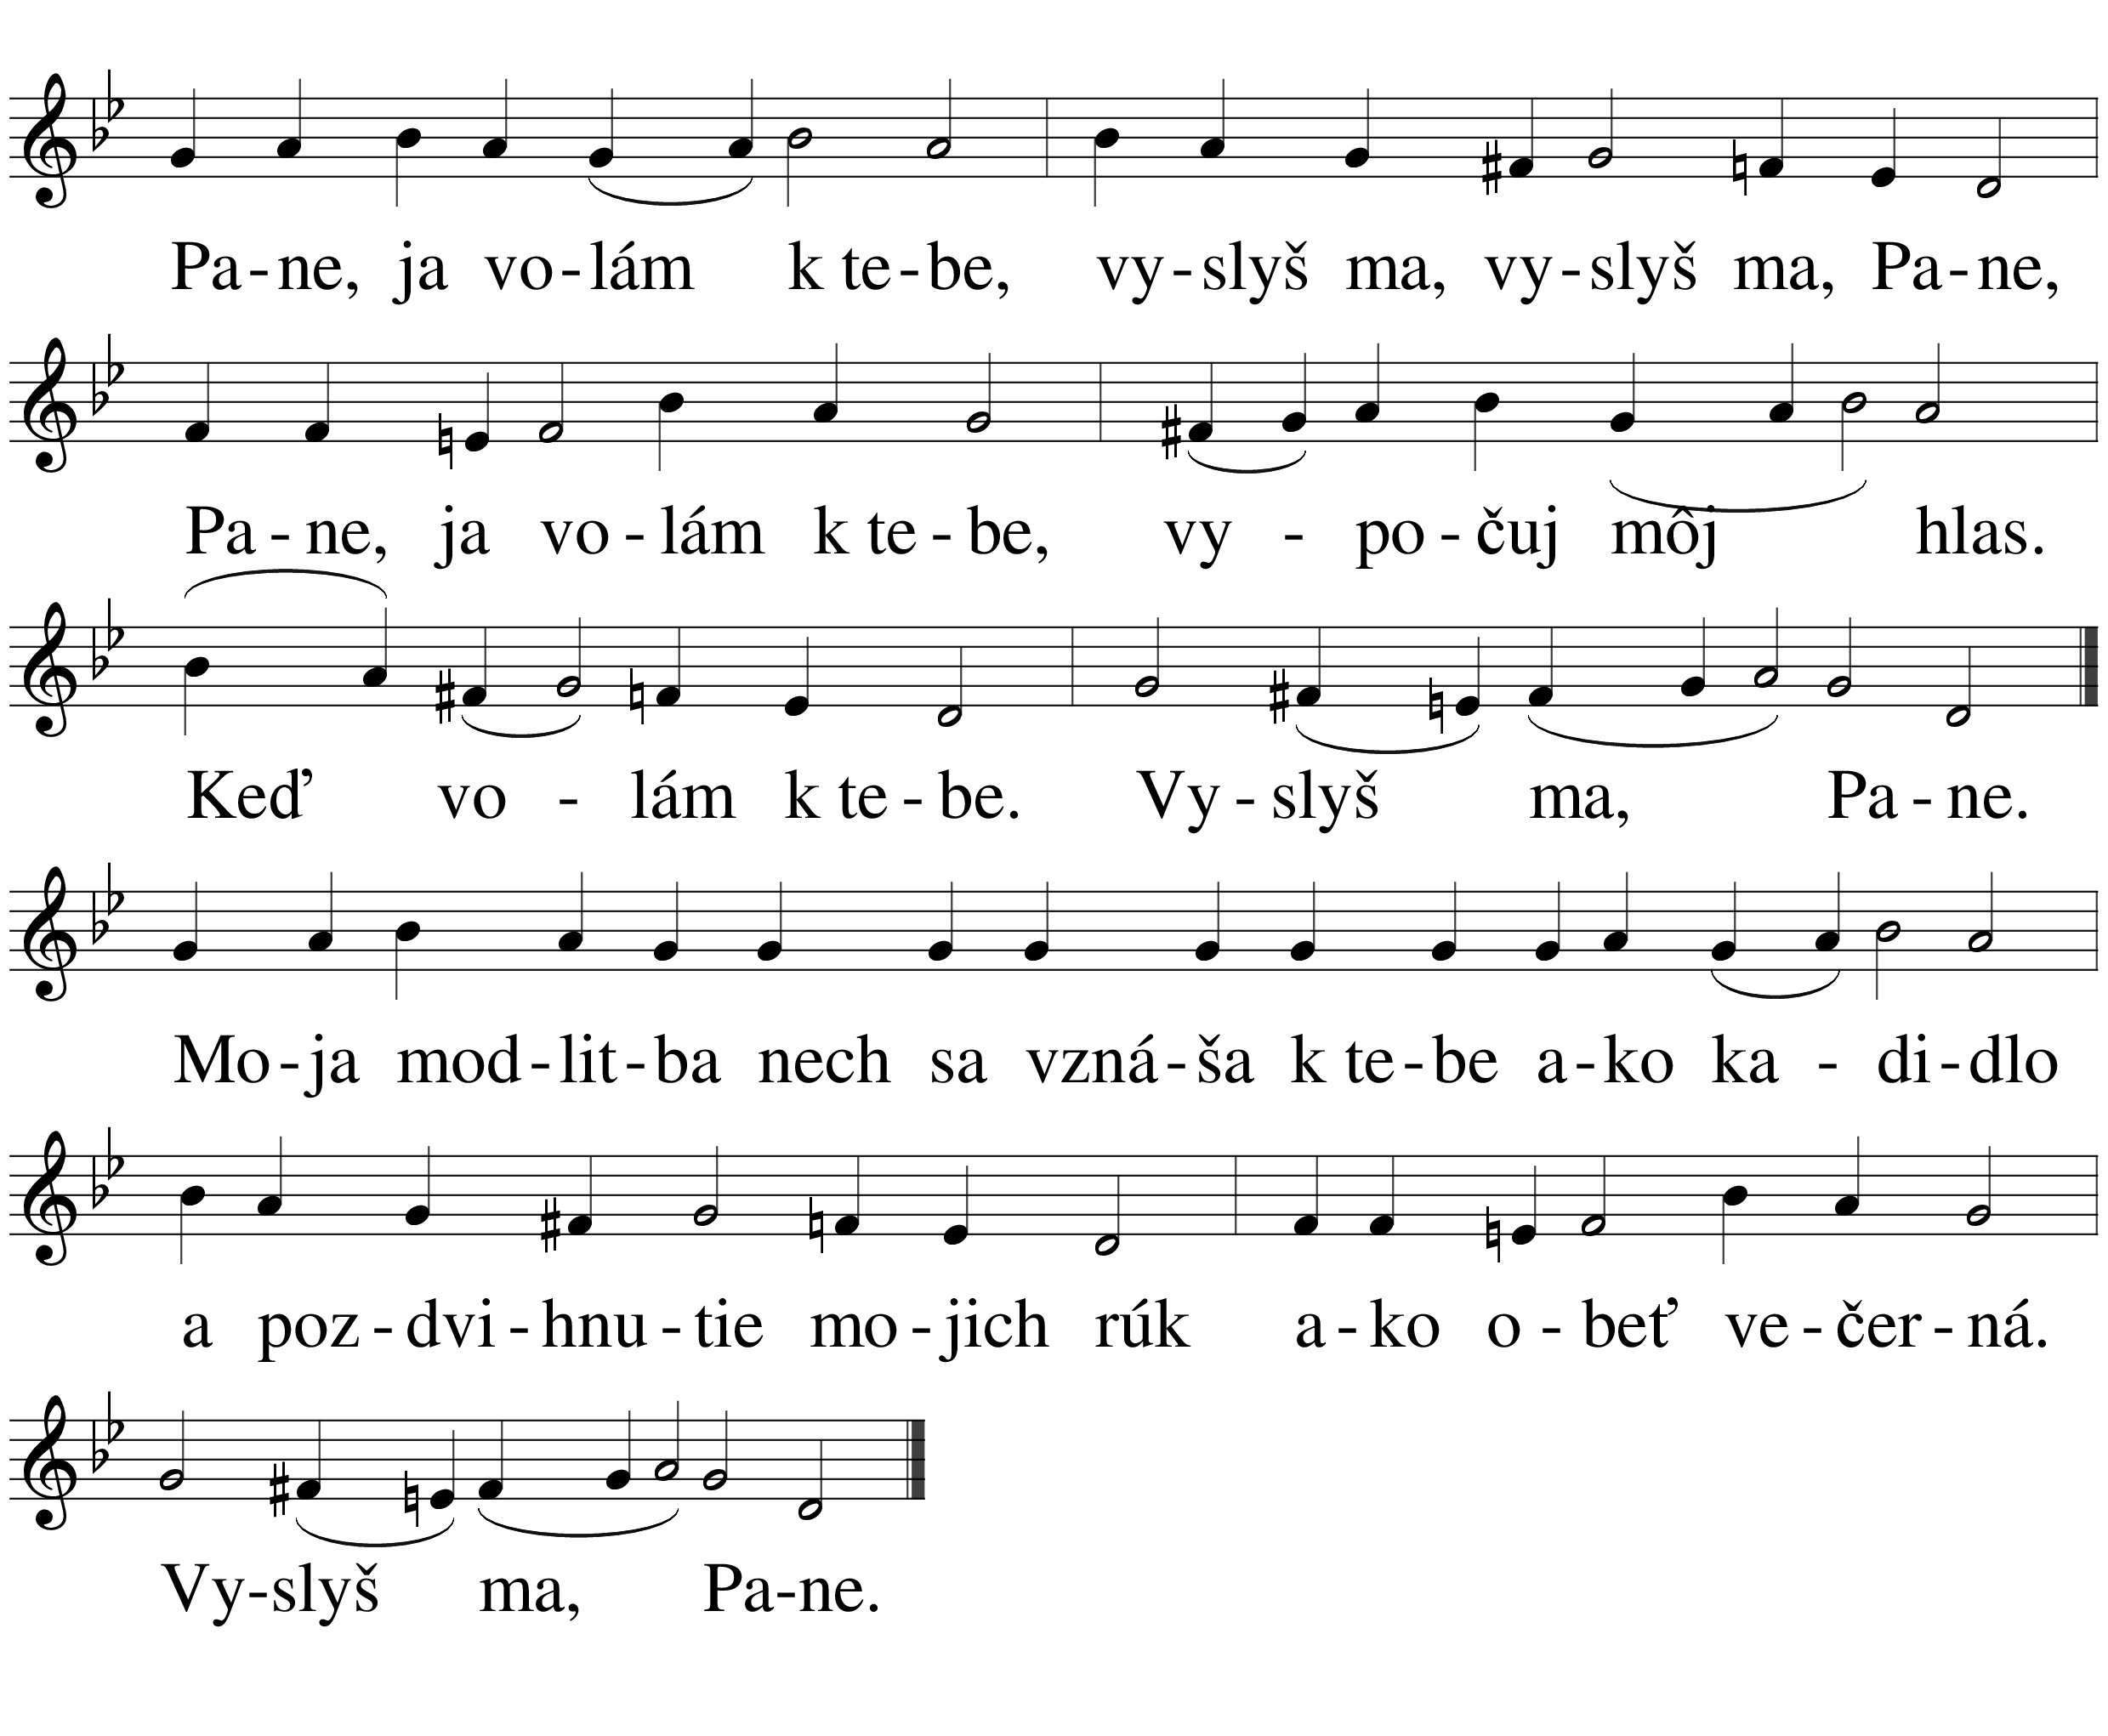 Pa-ne, ja vo-lám k te-be, vy-slyš ma, vy-slyš ma, Pa-ne,
Pa-ne, ja vo-lám k te-be, vy-po-čuj môj hlas.
Keď vo-lám k te-be. Vy-slyš ma, Pa-ne.
Mo-ja mod-lit-ba nech sa vzná-ša k te-be a-ko ka-di-dlo
a poz-dvi-hnu-tie mo-jich rúk a-ko o-beť ve-čer-ná.
Vy-slyš ma, Pa-ne.